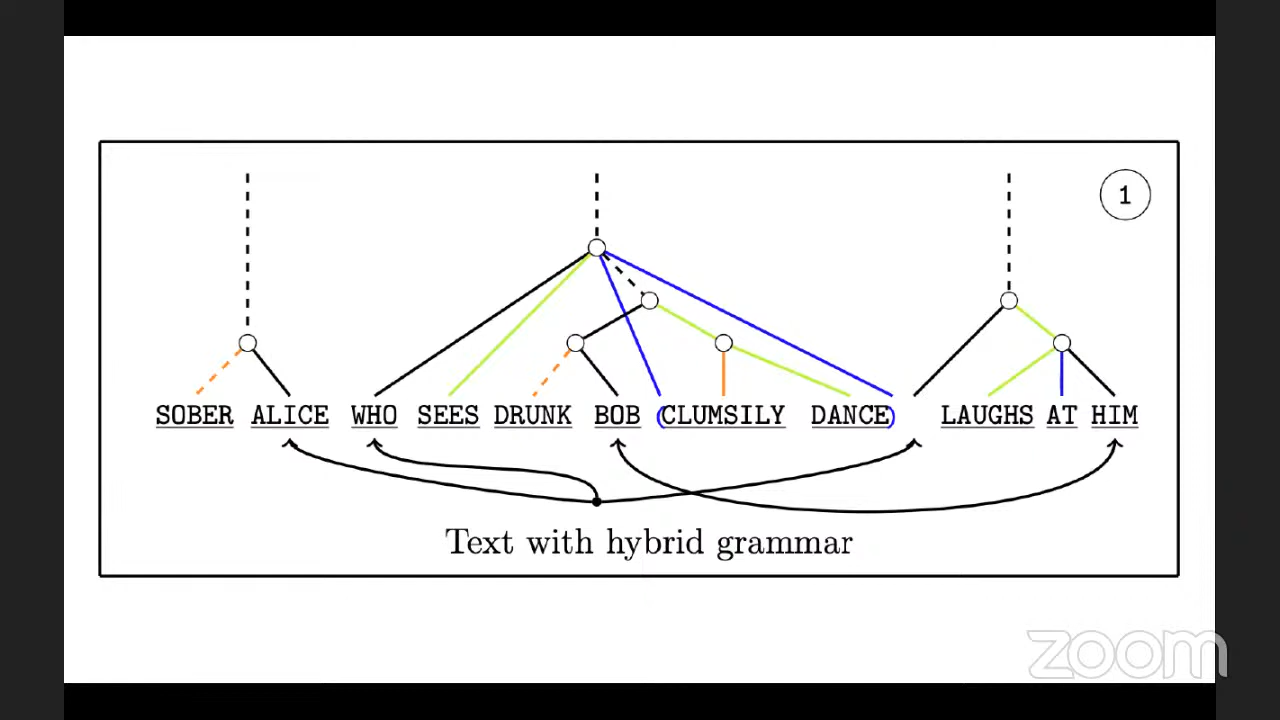 1
SOBER ALICE WHO SEES DRUNK BOB (CLUMSILY DANCE) LAUGHS AT HIM
Text with hybrid grammar
zoom